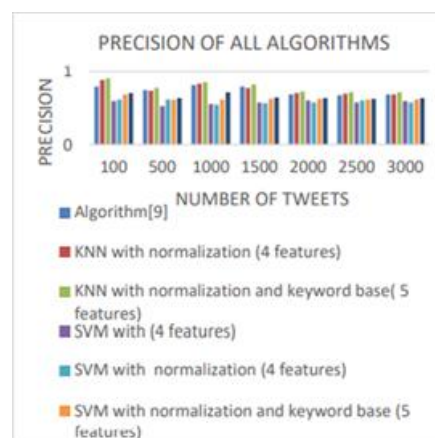 PRECISION OF ALL ALGORITHMS
1
PRECISION
0
100 500 1000 1500 2000 2500 3000
NUMBER OF TWEETS
Algorithm[9]
KNN with normalization (4 features)
KNN with normalization and keyword base( 5
features)
SVM with (4 features)
SVM with normalization (4 features)
SVM with normalization and keyword base (5
features)